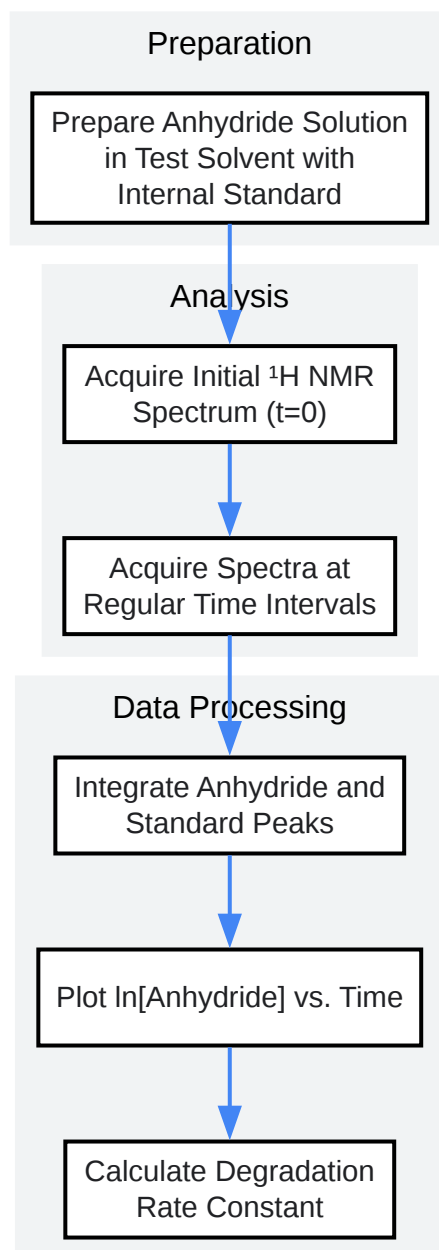 Preparation
Prepare Anhydride Solution
in Test Solvent with
Internal Standard
Analysis
Acquire Initial ¹H NMR
Spectrum (t=0)
Acquire Spectra at
Regular Time Intervals
Data Processing
Integrate Anhydride and
Standard Peaks
Plot ln[Anhydride] vs. Time
Calculate Degradation
Rate Constant